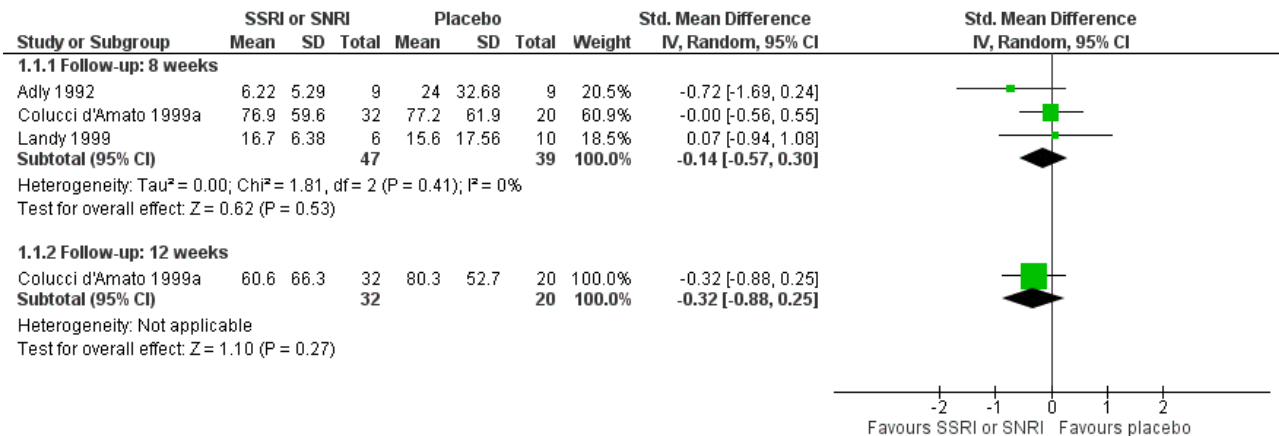 SSRI or SNRI Placebo Std. Mean Difference Std. Mean Difference
Study or Subgroup Mean SD Total Mean SD Total Weight IV, Random, 95% CI IV, Random, 95% CI
1.1.1 Follow-up: 8 weeks
Adly 1992 6.22 5.29 9 24 32.68 9 20.5% -0.72 [-1.69, 0.24]
Colucci d'Amato 1999a 76.9 59.6 32 77.2 61.9 20 60.9% -0.00 [-0.56, 0.55]
Landy 1999 16.7 6.38 6 15.6 17.56 10 18.5% 0.07 [-0.94, 1.08]
Subtotal (95% CI) 47 39 100.0% -0.14 [-0.57, 0.30]
Heterogeneity: Tau² = 0.00; Chi² = 1.81, df = 2 (P = 0.41); I² = 0%
Test for overall effect: Z = 0.62 (P = 0.53)
1.1.2 Follow-up: 12 weeks
Colucci d'Amato 1999a 60.6 66.3 32 80.3 52.7 20 100.0% -0.32 [-0.88, 0.25]
Subtotal (95% CI) 32 20 100.0% -0.32 [-0.88, 0.25]
Heterogeneity: Not applicable
Test for overall effect: Z = 1.10 (P = 0.27)
-2 -1 0 1 2
Favours SSRI or SNRI Favours placebo